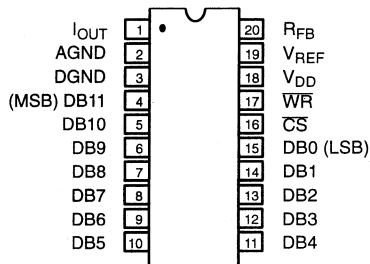 I_OUT 1 20 R_FB
AGND 2 19 V_REF
DGND 3 18 V_DD
(MSB) DB11 4 17 W̅R̅
DB10 5 16 C̅S̅
DB9 6 15 DB0 (LSB)
DB8 7 14 DB1
DB7 8 13 DB2
DB6 9 12 DB3
DB5 10 11 DB4